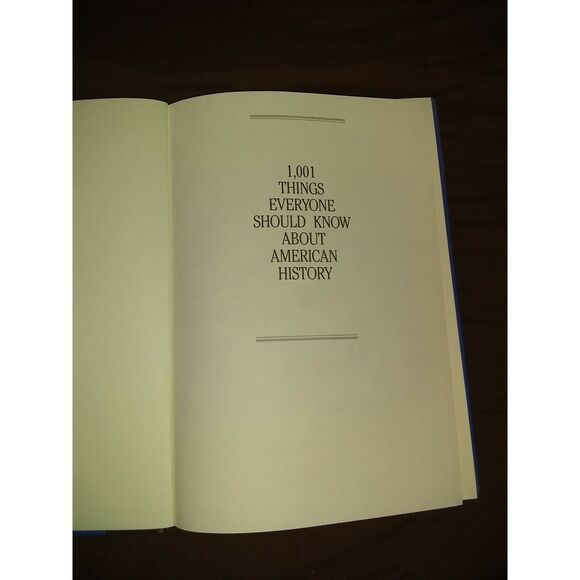 1,001
THINGS
EVERYONE
SHOULD KNOW
ABOUT
AMERICAN
HISTORY